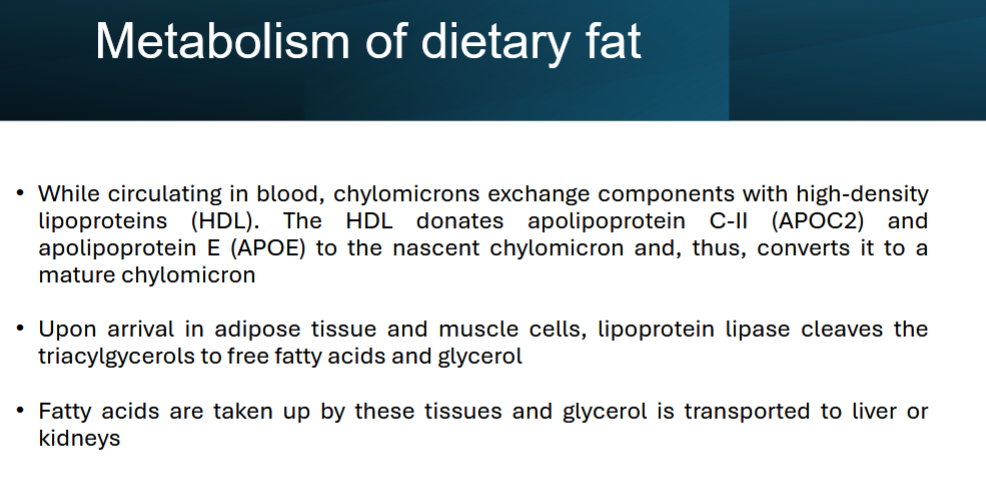 Metabolism of dietary fat
• While circulating in blood, chylomicrons exchange components with high-density
lipoproteins (HDL). The HDL donates apolipoprotein C-II (APOC2) and
apolipoprotein E (APOE) to the nascent chylomicron and, thus, converts it to a
mature chylomicron
• Upon arrival in adipose tissue and muscle cells, lipoprotein lipase cleaves the
triacylgycerols to free fatty acids and glycerol
• Fatty acids are taken up by these tissues and glycerol is transported to liver or
kidneys